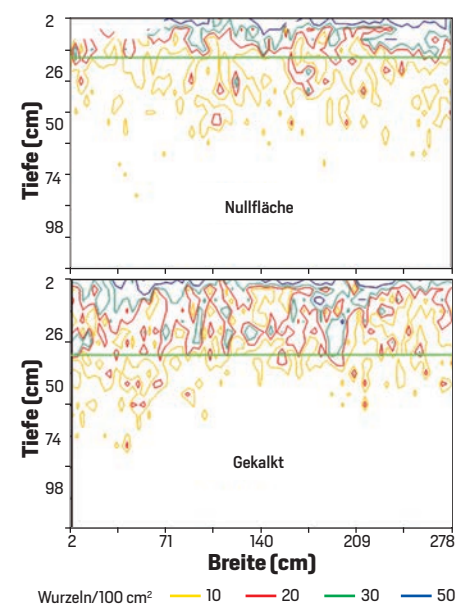 2
26
50
74
98
Tiefe (cm)
Nullfläche
2
26
50
74
98
Tiefe (cm)
Gekalkt
2 71 140 209 278
Breite (cm)
Wurzeln/100 cm² 10 20 30 50